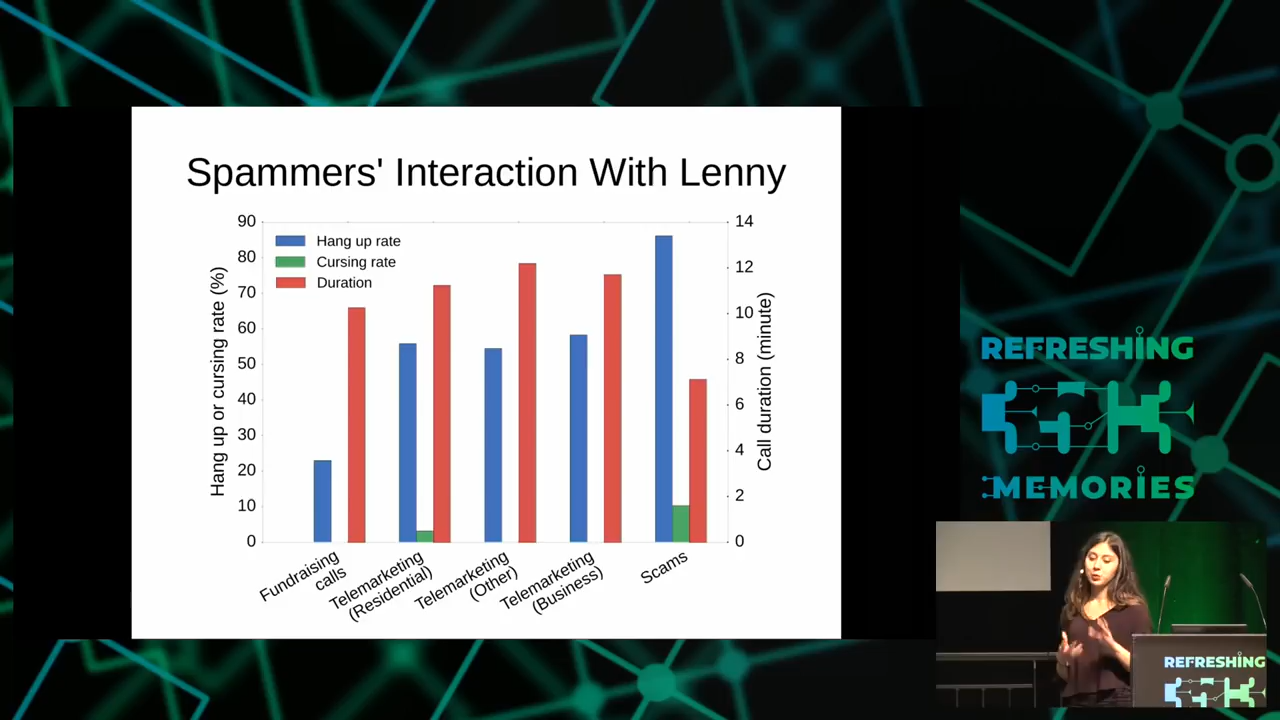 Spammers' Interaction With Lenny
90
80
70
60
50
40
30
20
10
0
Hang up or cursing rate (%)
Hang up rate
Cursing rate
Duration
14
12
10
8
6
4
2
0
Call duration (minute)
Fundraising
calls
Telemarketing
(Residential)
Telemarketing
(Other)
Telemarketing
(Business)
Scams
REFRESHING
35C3
MEMORIES
REFRESHING